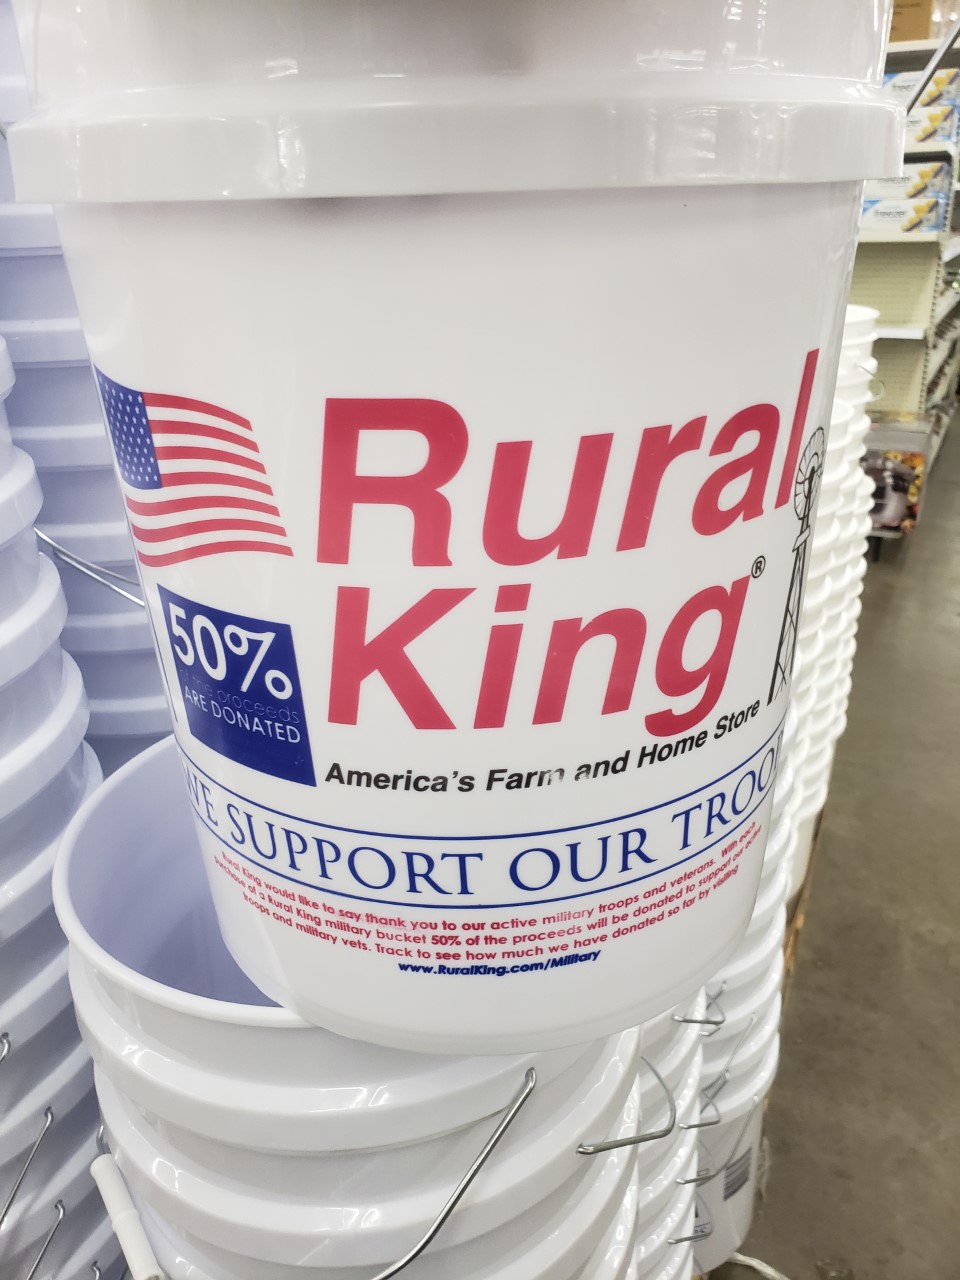 Rural
King®
50%
of the proceeds
ARE DONATED
America's Farm and Home Store
WE SUPPORT OUR TROOP
Rural King would like to say thank you to our active military troops and veterans. With each
purchase of a Rural King military bucket 50% of the proceeds will be donated to support our active
troops and military vets. Track to see how much we have donated so far by visiting
www.RuralKing.com/Military